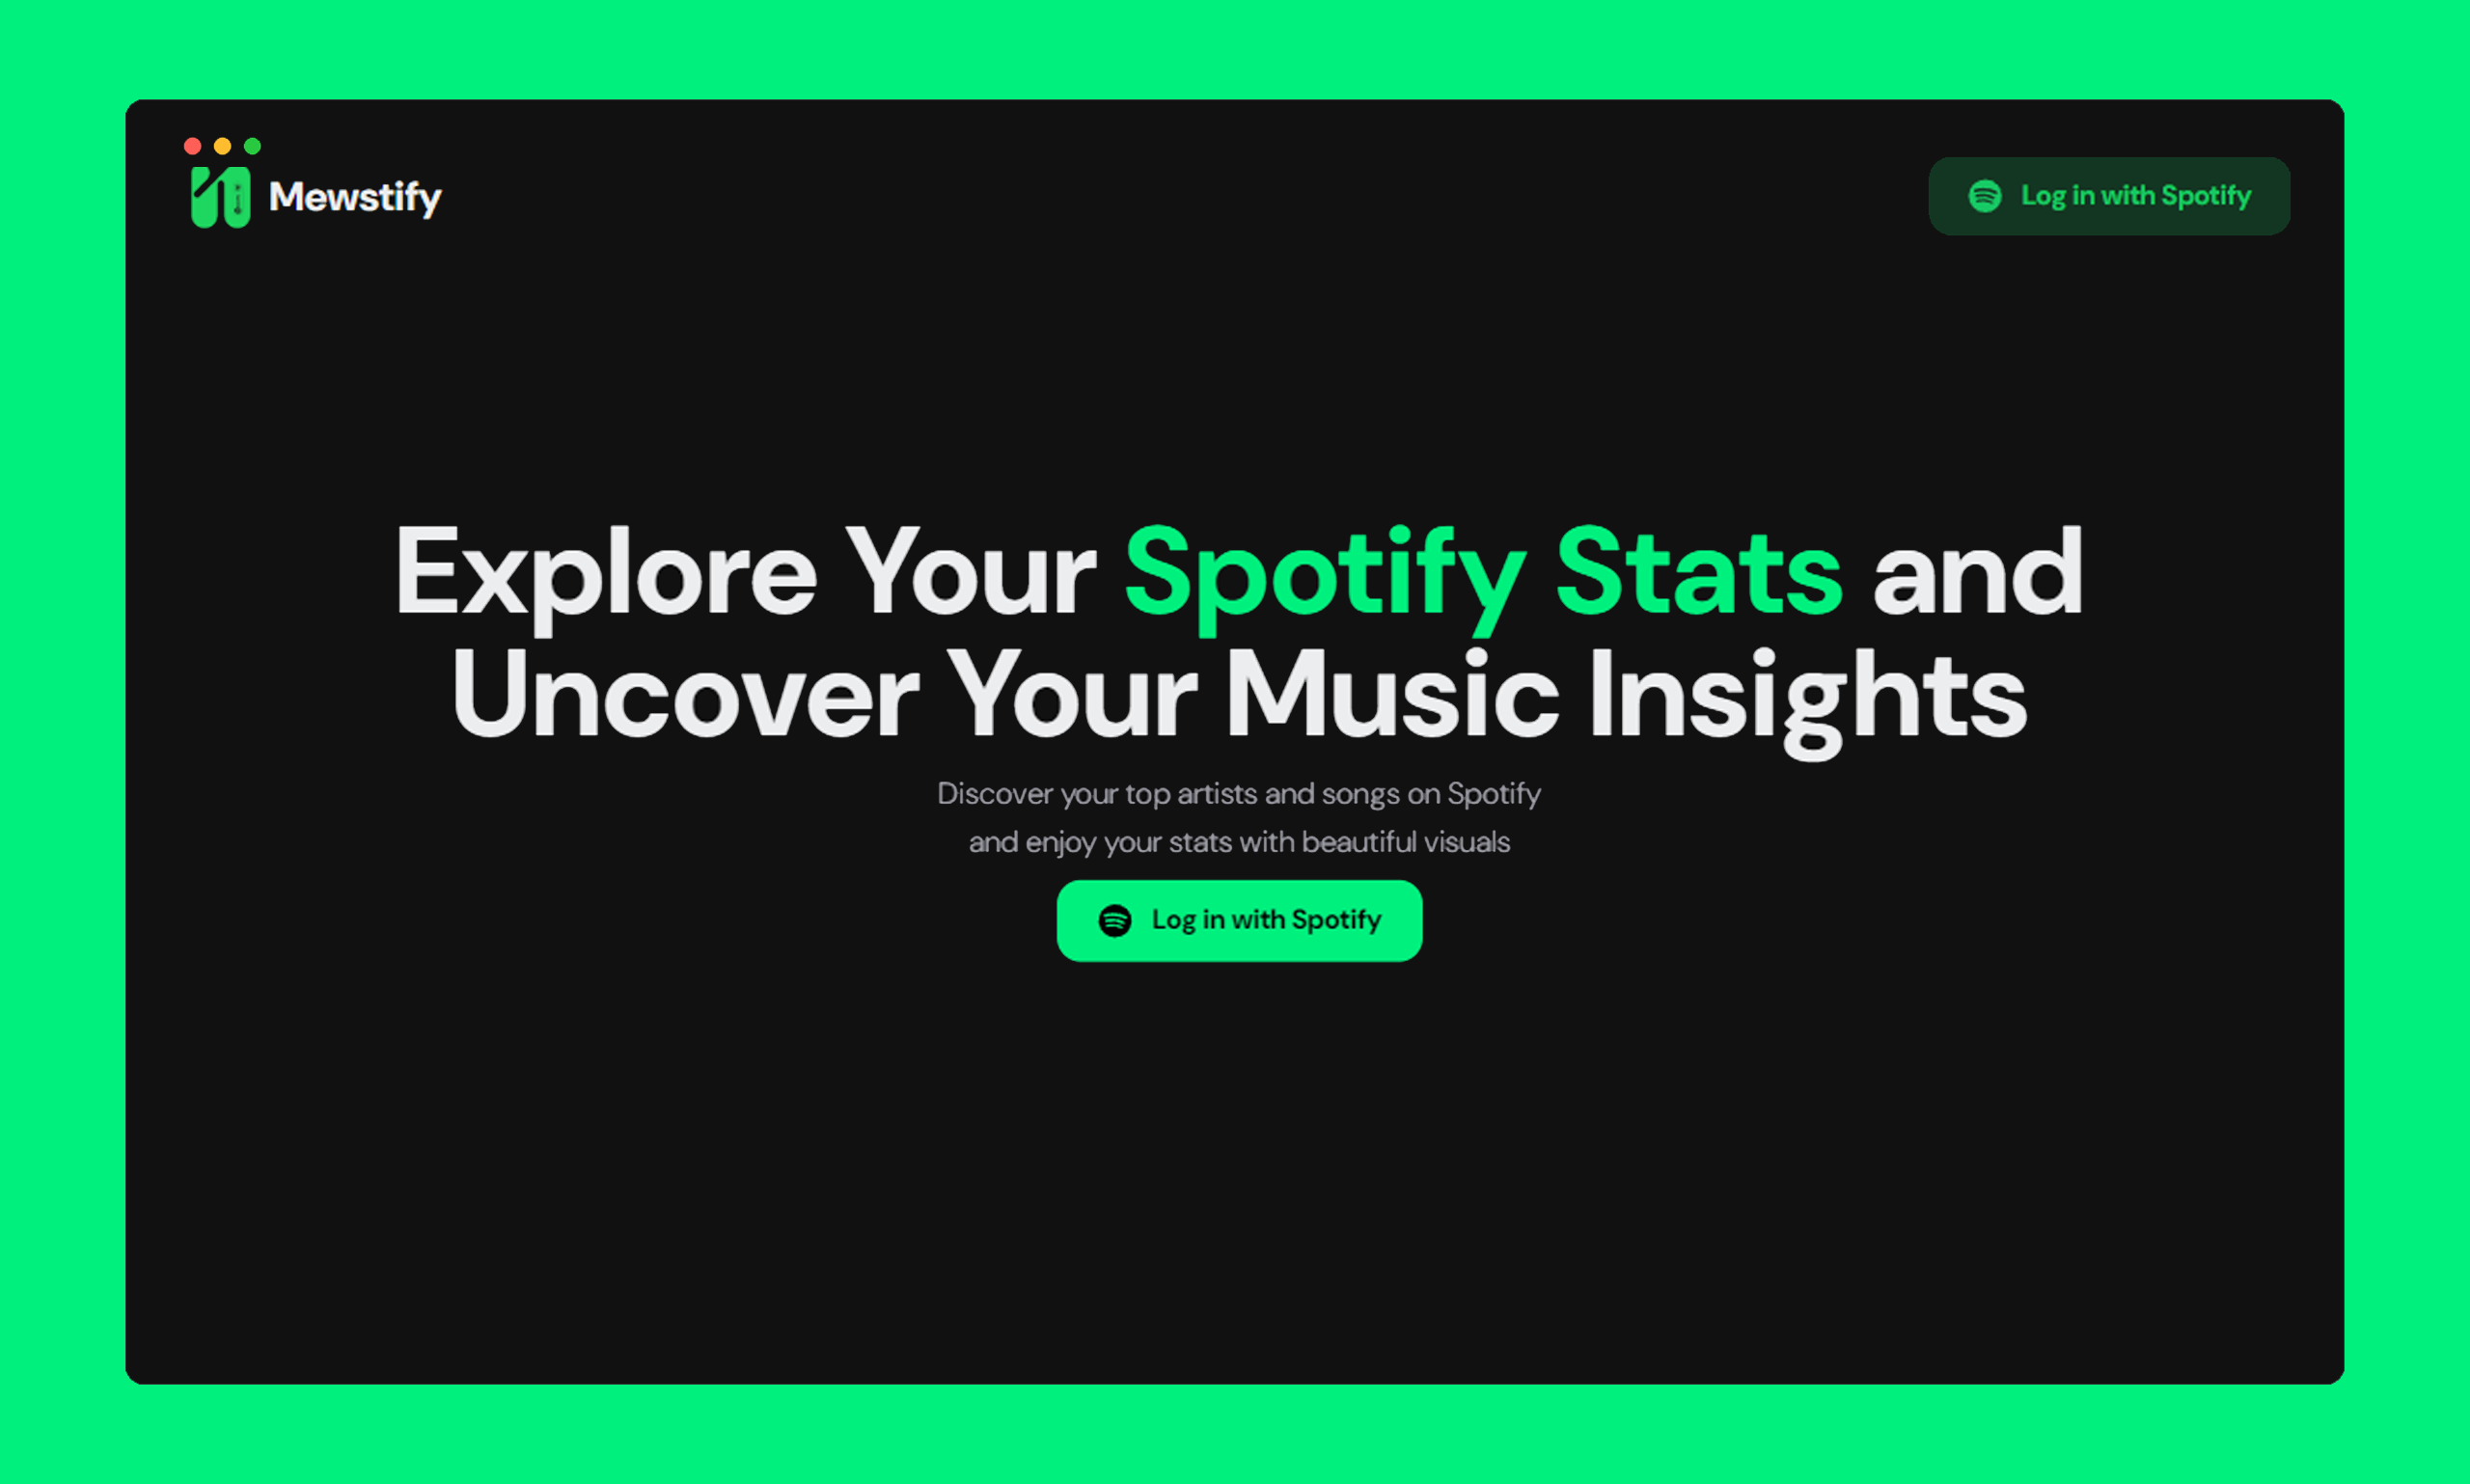 Mewstify
Log in with Spotify
Explore Your Spotify Stats and
Uncover Your Music Insights
Discover your top artists and songs on Spotify
and enjoy your stats with beautiful visuals
Log in with Spotify